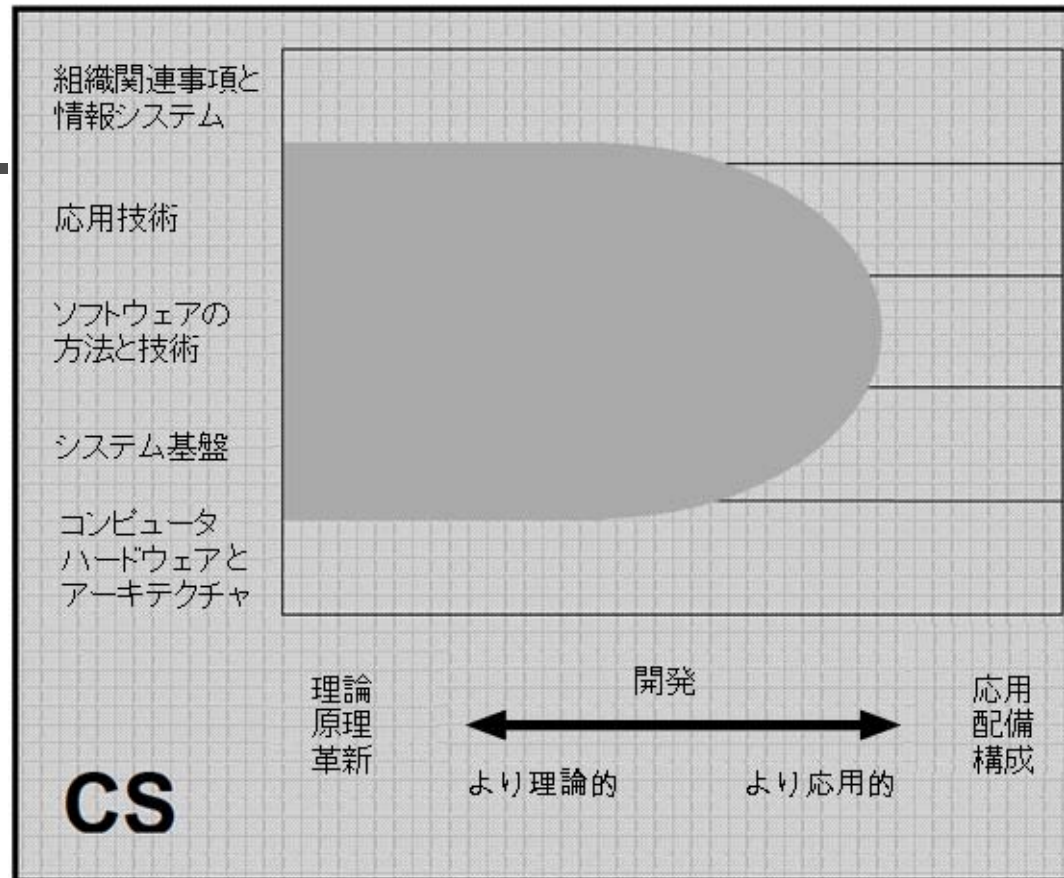 組織関連事項と
情報システム
応用技術
ソフトウェアの
方法と技術
システム基盤
コンピュータ
ハードウェアと
アーキテクチャ
理論
原理
革新
開発
応用
配備
構成
より理論的
より応用的
CS